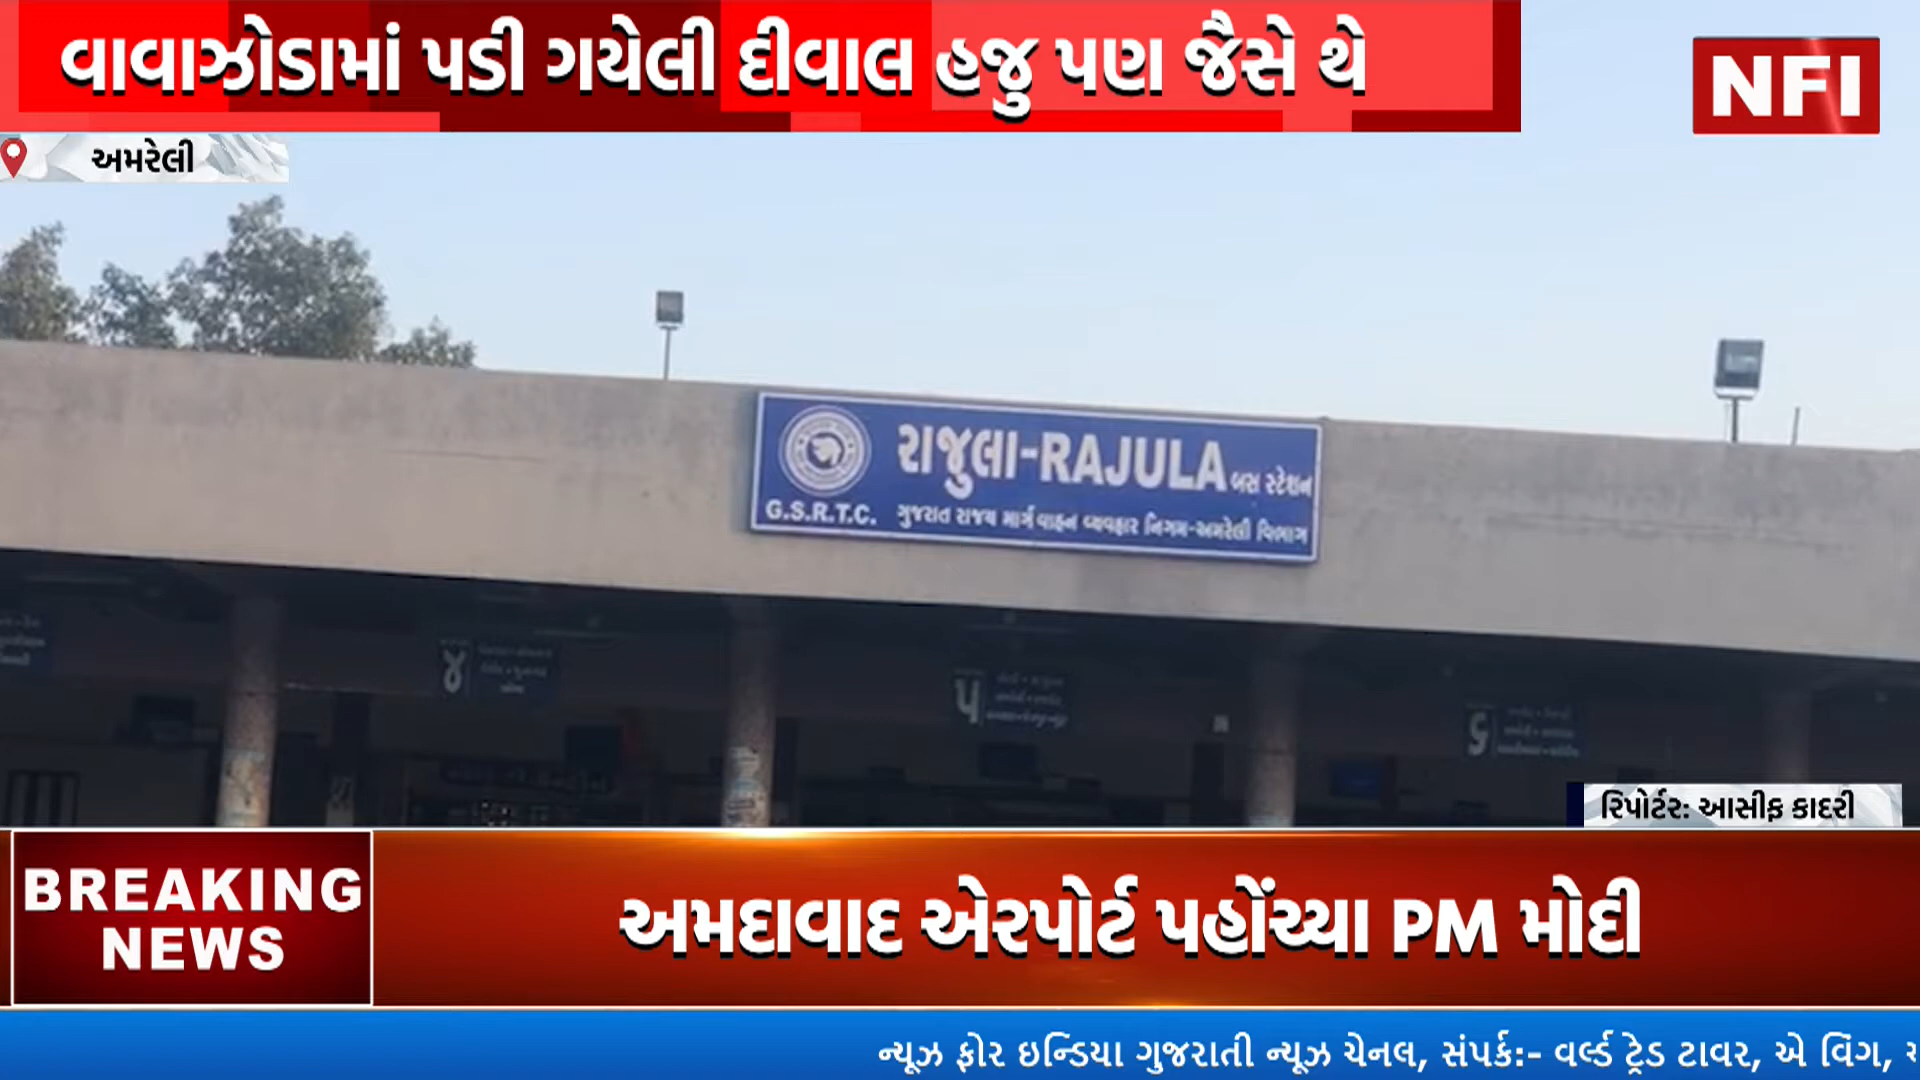 વાવાઝોડામાં પડી ગયેલી દીવાલ હજુ પણ જૈસે થે
NFI
અમરેલી
રાજુલા-RAJULA બસ સ્ટેશન
G.S.R.T.C. ગુજરાત રાજ્ય માર્ગ વાહન વ્યવહાર નિગમ-અમરેલી વિભાગ
૪
૫
૬
રિપોર્ટર: આસીફ કાદરી
BREAKING
NEWS
અમદાવાદ એરપોર્ટ પહોંચ્યા PM મોદી
ન્યૂઝ ફોર ઇન્ડિયા ગુજરાતી ન્યૂઝ ચેનલ, સંપર્ક:- વર્લ્ડ ટ્રેડ ટાવર, એ વિંગ,